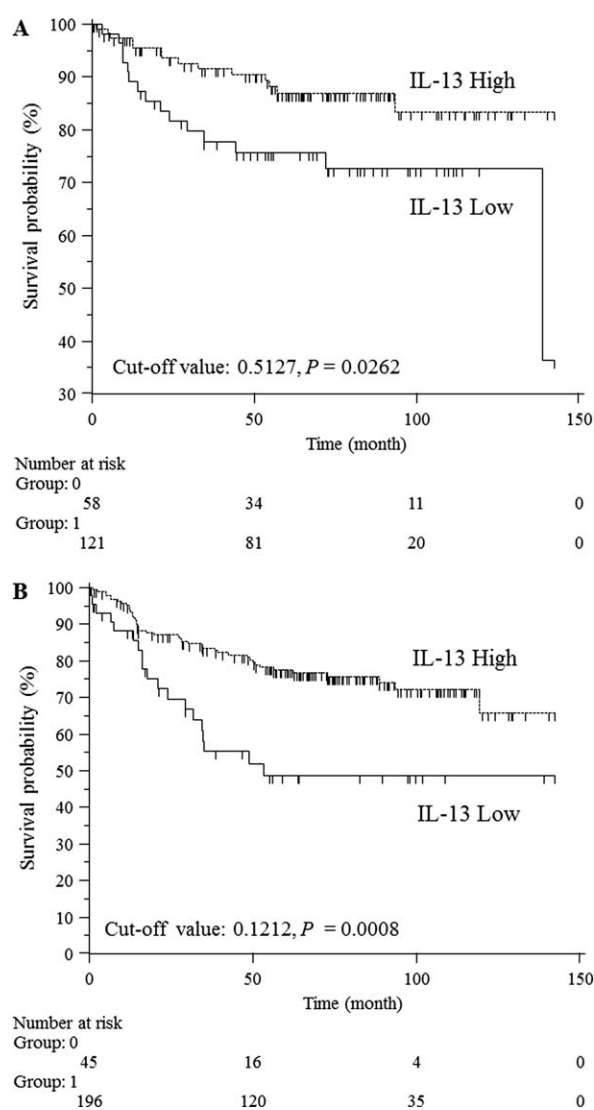 A
100
90
80
70
60
50
40
30
Survival probability (%)
IL-13 High
IL-13 Low
Cut-off value: 0.5127, P = 0.0262
0 50 100 150
Time (month)
Number at risk
Group: 0
58 34 11 0
Group: 1
121 81 20 0
B
100
90
80
70
60
50
40
30
20
10
0
Survival probability (%)
IL-13 High
IL-13 Low
Cut-off value: 0.1212, P = 0.0008
0 50 100 150
Time (month)
Number at risk
Group: 0
45 16 4 0
Group: 1
196 120 35 0